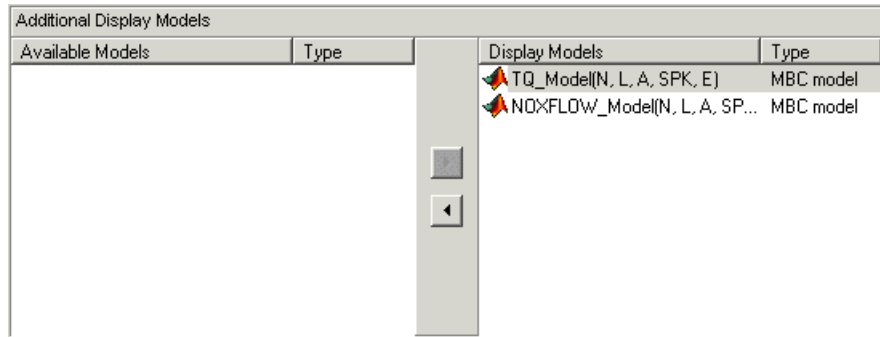 Additional Display Models
Available Models Type Display Models Type
TQ_Model(N, L, A, SPK, E) MBC model
NOXFLOW_Model(N, L, A, SP... MBC model